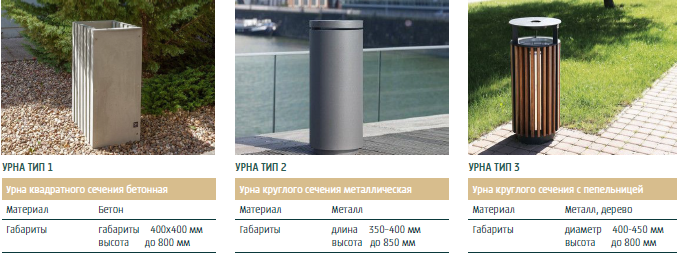 УРНА ТИП 1
Урна квадратного сечения бетонная
Материал Бетон
Габариты габариты 400x400 мм
высота до 800 мм
УРНА ТИП 2
Урна круглого сечения металлическая
Материал Металл
Габариты длина 350-400 мм
высота до 850 мм
УРНА ТИП 3
Урна круглого сечения с пепельницей
Материал Металл, дерево
Габариты диаметр 400-450 мм
высота до 800 мм